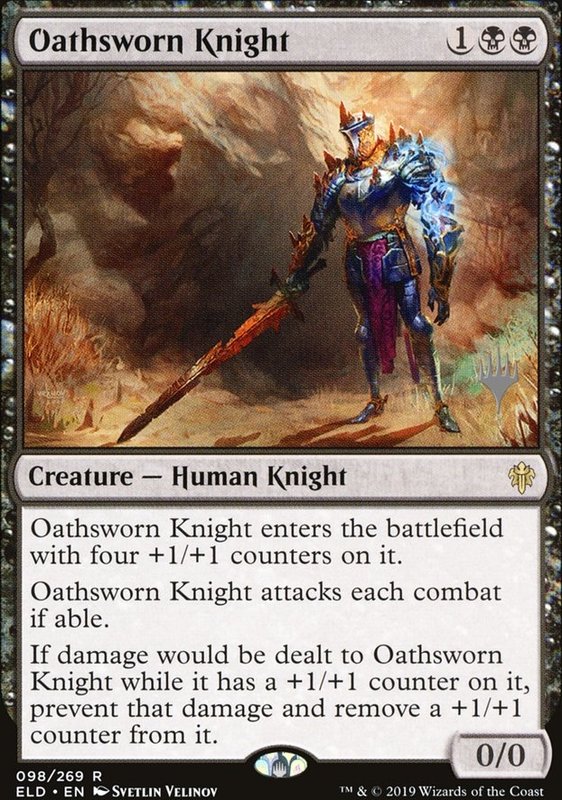 Oathsworn Knight 1
Creature — Human Knight
Oathsworn Knight enters the battlefield
with four +1/+1 counters on it.
Oathsworn Knight attacks each combat
if able.
If damage would be dealt to Oathsworn
Knight while it has a +1/+1 counter on it,
prevent that damage and remove a +1/+1
counter from it.
0/0
098/269 R
ELD • EN Svetlin Velinov
™ & © 2019 Wizards of the Coast